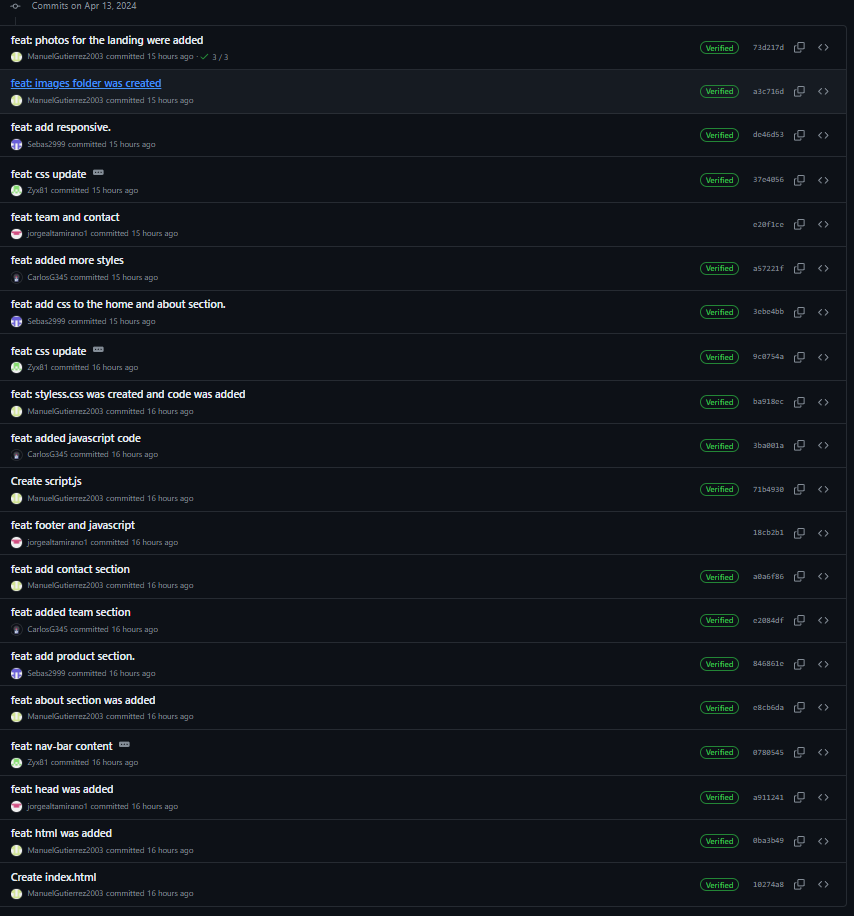 Commits on Apr 13, 2024
feat: photos for the landing were added
ManuelGutierrez2003 committed 15 hours ago · 3 / 3
Verified 73d217d
feat: images folder was created
ManuelGutierrez2003 committed 15 hours ago
Verified a3c716d
feat: add responsive.
Sebas2999 committed 15 hours ago
Verified de46d53
feat: css update
Zyx81 committed 15 hours ago
Verified 37e4056
feat: team and contact
jorgealtamirano1 committed 15 hours ago
e20f1ce
feat: added more styles
CarlosG345 committed 15 hours ago
Verified a57221f
feat: add css to the home and about section.
Sebas2999 committed 15 hours ago
Verified 3ebe4bb
feat: css update
Zyx81 committed 16 hours ago
Verified 9c0754a
feat: styless.css was created and code was added
ManuelGutierrez2003 committed 16 hours ago
Verified ba918ec
feat: added javascript code
CarlosG345 committed 16 hours ago
Verified 3ba001a
Create script.js
ManuelGutierrez2003 committed 16 hours ago
Verified 71b4930
feat: footer and javascript
jorgealtamirano1 committed 16 hours ago
18cb2b1
feat: add contact section
ManuelGutierrez2003 committed 16 hours ago
Verified a0a6f86
feat: added team section
CarlosG345 committed 16 hours ago
Verified e2084df
feat: add product section.
Sebas2999 committed 16 hours ago
Verified 846861e
feat: about section was added
ManuelGutierrez2003 committed 16 hours ago
Verified e8cb6da
feat: nav-bar content
Zyx81 committed 16 hours ago
Verified 0780545
feat: head was added
jorgealtamirano1 committed 16 hours ago
Verified a911241
feat: html was added
ManuelGutierrez2003 committed 16 hours ago
Verified 0ba3b49
Create index.html
ManuelGutierrez2003 committed 16 hours ago
Verified 10274a8